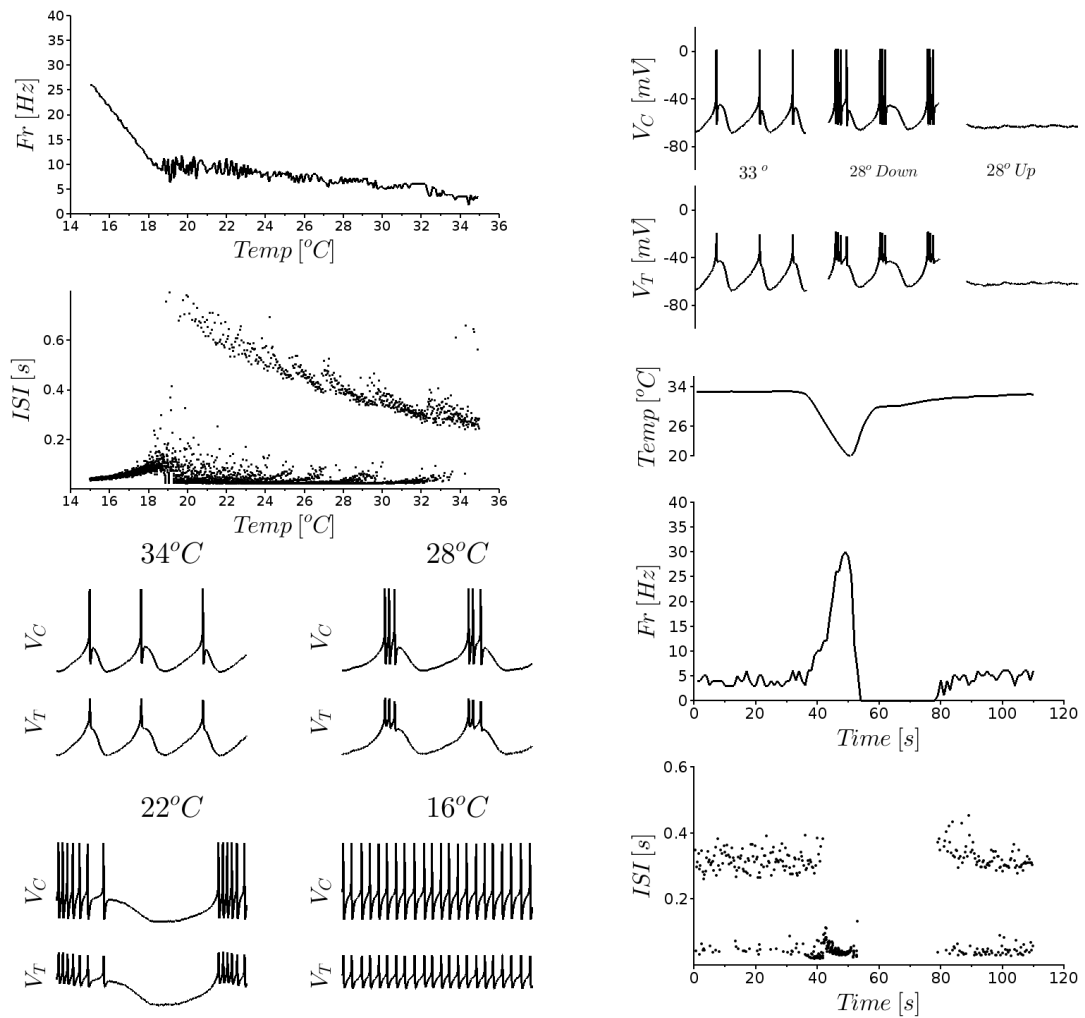 40
35
30
25
20
15
10
5
0
Fr [Hz]
14 16 18 20 22 24 26 28 30 32 34 36
Temp [°C]
0.6
0.4
0.2
ISI [s]
14 16 18 20 22 24 26 28 30 32 34 36
Temp [°C]
34°C 28°C
V_C V_C
V_T V_T
22°C 16°C
V_C V_C
V_T V_T
0
-40
-80
V_C [mV]
33° 28° Down 28° Up
0
-40
-80
V_T [mV]
34
26
20
Temp [°C]
40
35
30
25
20
15
10
5
0
Fr [Hz]
0 20 40 60 80 100 120
Time [s]
0.6
0.4
0.2
ISI [s]
0 20 40 60 80 100 120
Time [s]